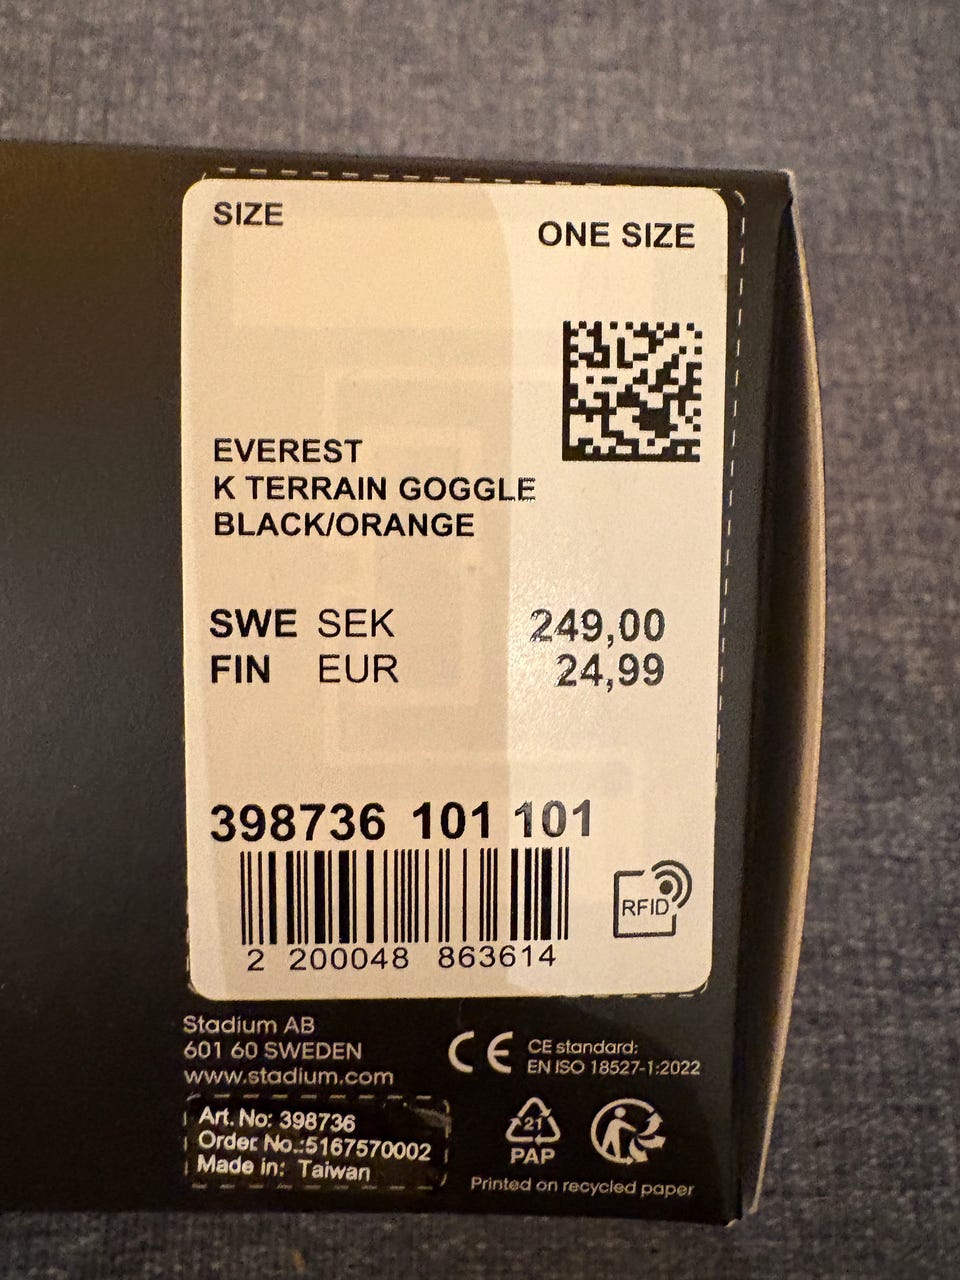 SIZE
ONE SIZE
EVEREST
K TERRAIN GOGGLE
BLACK/ORANGE
SWE SEK 249,00
FIN EUR 24,99
398736 101 101
2 200048 863614
RFID
Stadium AB
601 60 SWEDEN
www.stadium.com
CE
CE standard:
EN ISO 18527-1:2022
Art. No: 398736
Order No.:5167570002
Made in: Taiwan
21
PAP
Printed on recycled paper